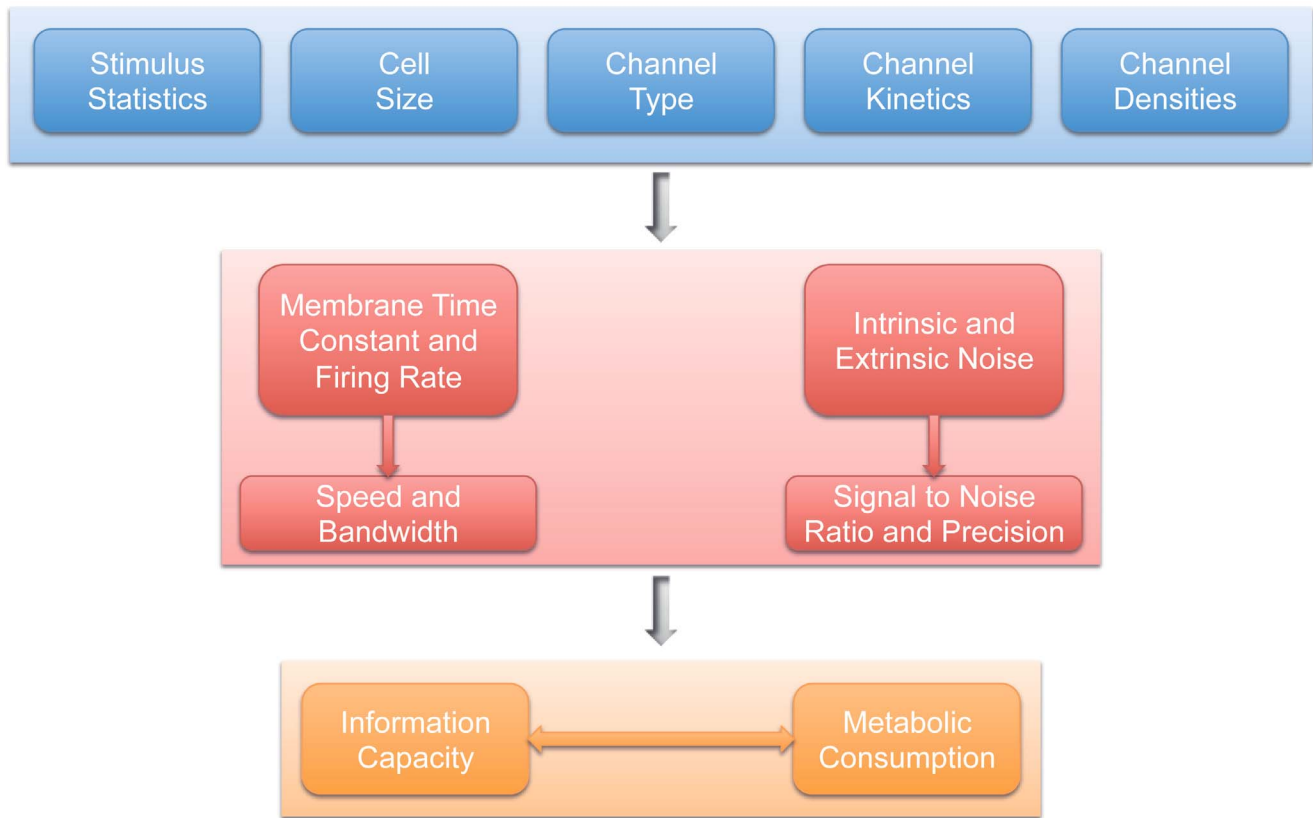 Stimulus
Statistics
Cell
Size
Channel
Type
Channel
Kinetics
Channel
Densities
Membrane Time
Constant and
Firing Rate
Intrinsic and
Extrinsic Noise
Speed and
Bandwidth
Signal to Noise
Ratio and Precision
Information
Capacity
Metabolic
Consumption